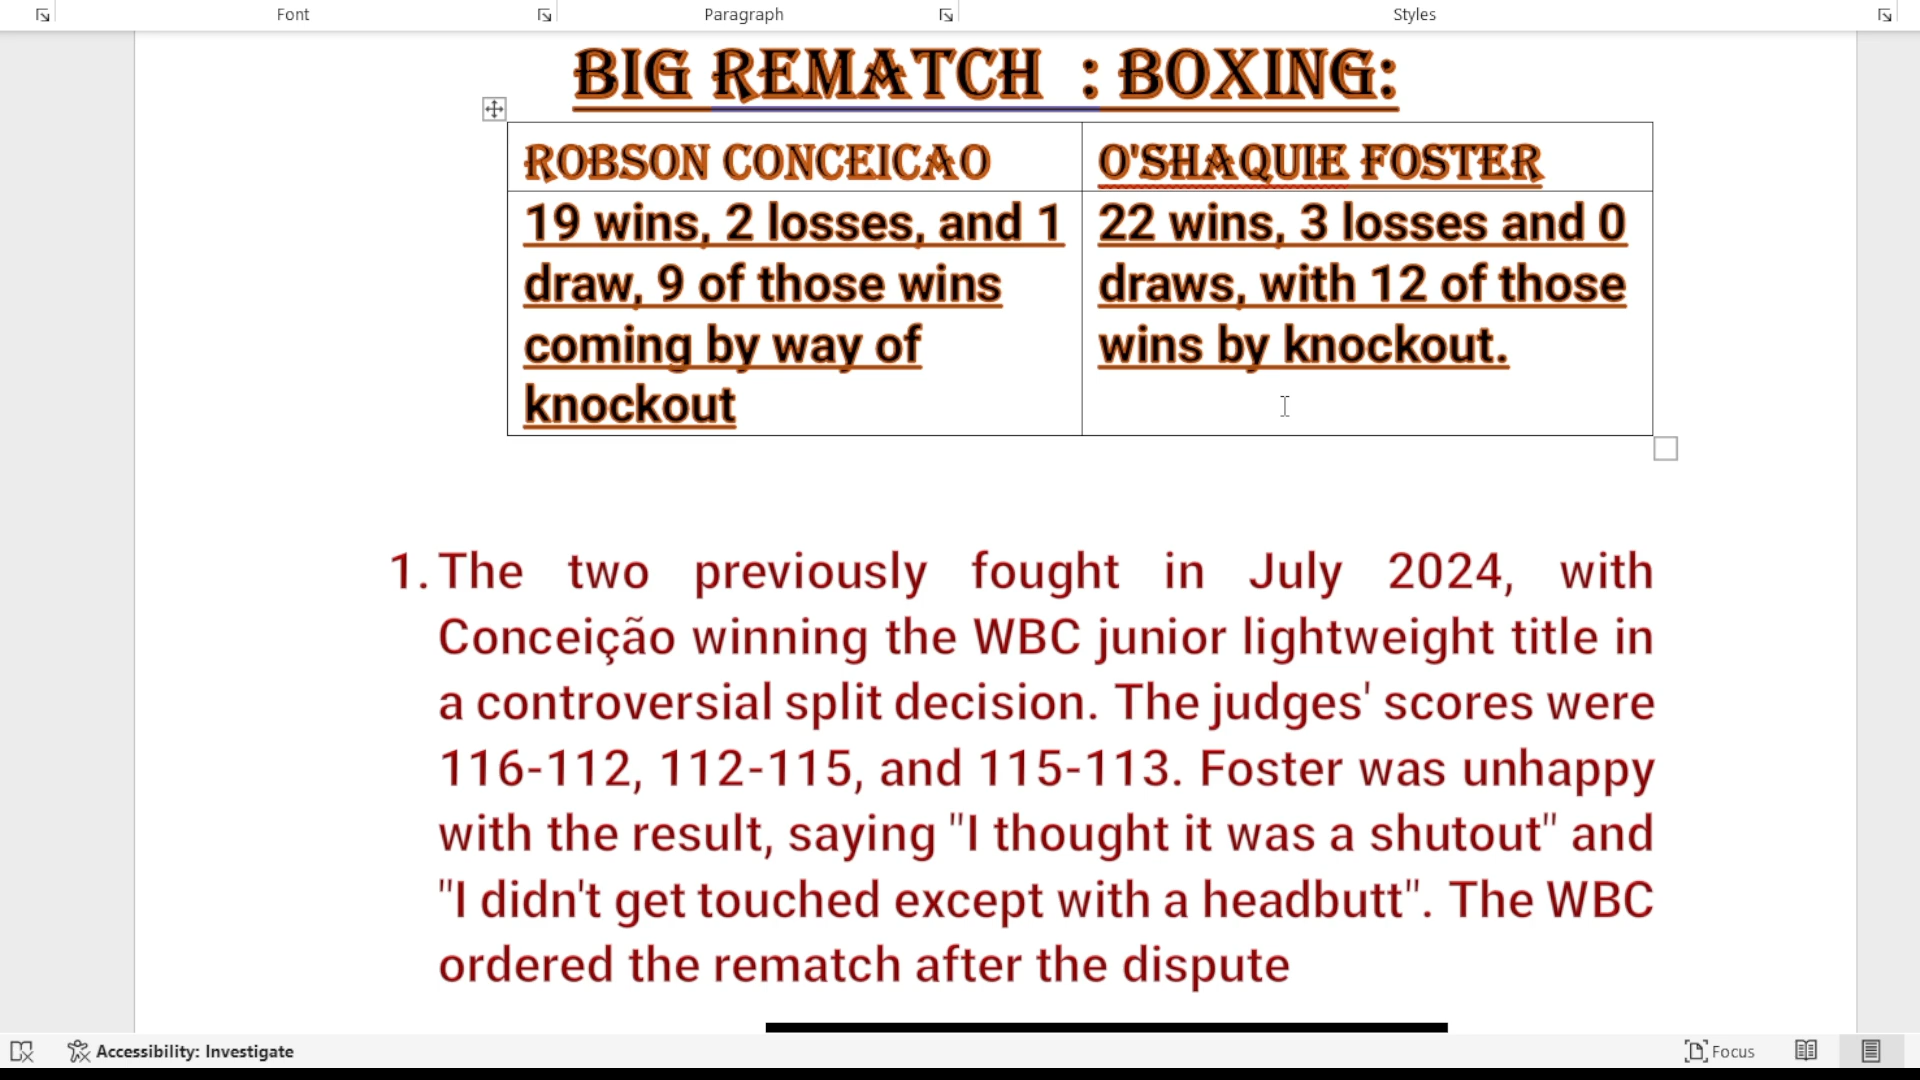 Font Paragraph Styles
BIG REMATCH : BOXING:
ROBSON CONCEICAO
O'SHAQUIE FOSTER
19 wins, 2 losses, and 1
draw, 9 of those wins
coming by way of
knockout
22 wins, 3 losses and 0
draws, with 12 of those
wins by knockout.
1. The two previously fought in July 2024, with
Conceição winning the WBC junior lightweight title in
a controversial split decision. The judges' scores were
116-112, 112-115, and 115-113. Foster was unhappy
with the result, saying "I thought it was a shutout" and
"I didn't get touched except with a headbutt". The WBC
ordered the rematch after the dispute
Accessibility: Investigate Focus